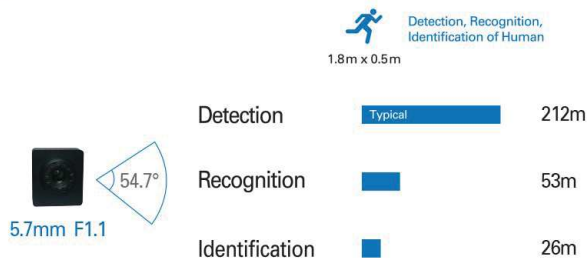 Detection, Recognition,
Identification of Human
1.8m x 0.5m
Detection Typical 212m
54.7° Recognition 53m
5.7mm F1.1
Identification 26m